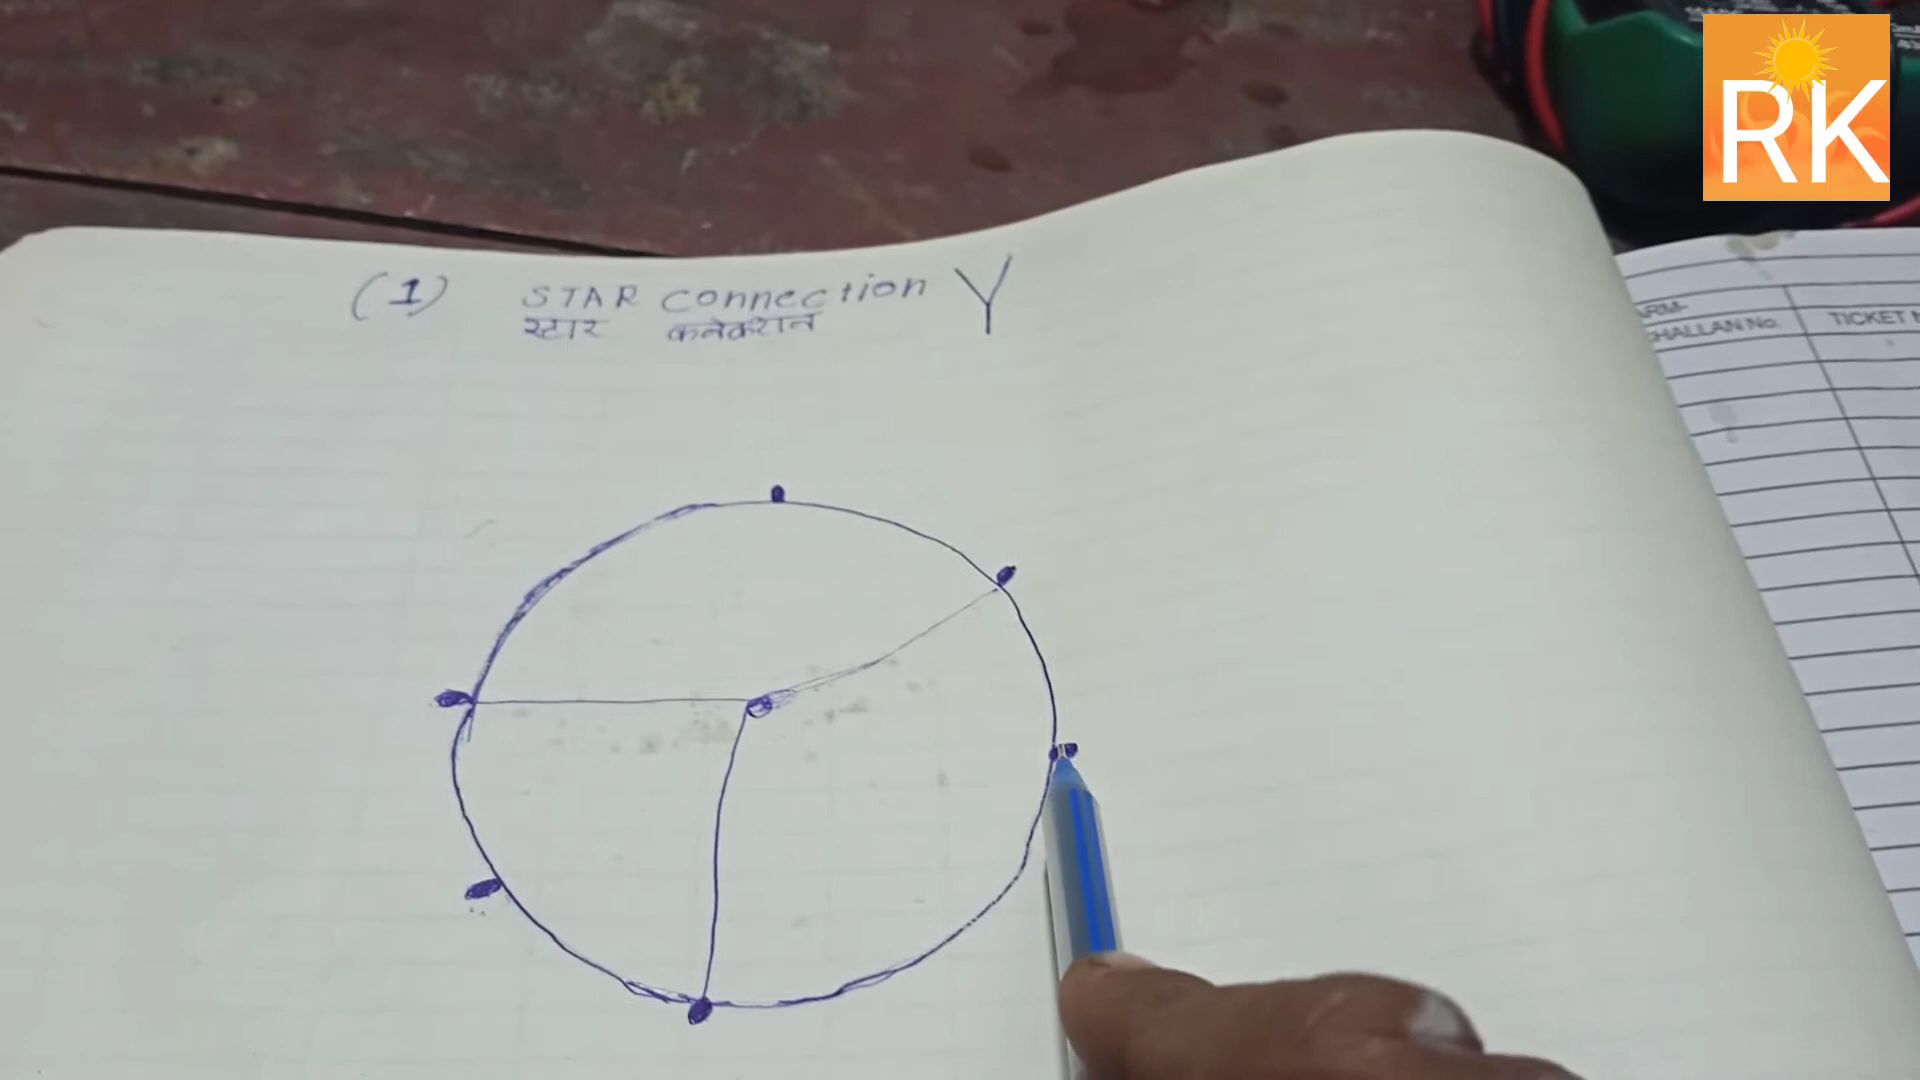 (1) STAR connection Y
स्टार कनेक्शन
RK
CHALLAN No. TICKET